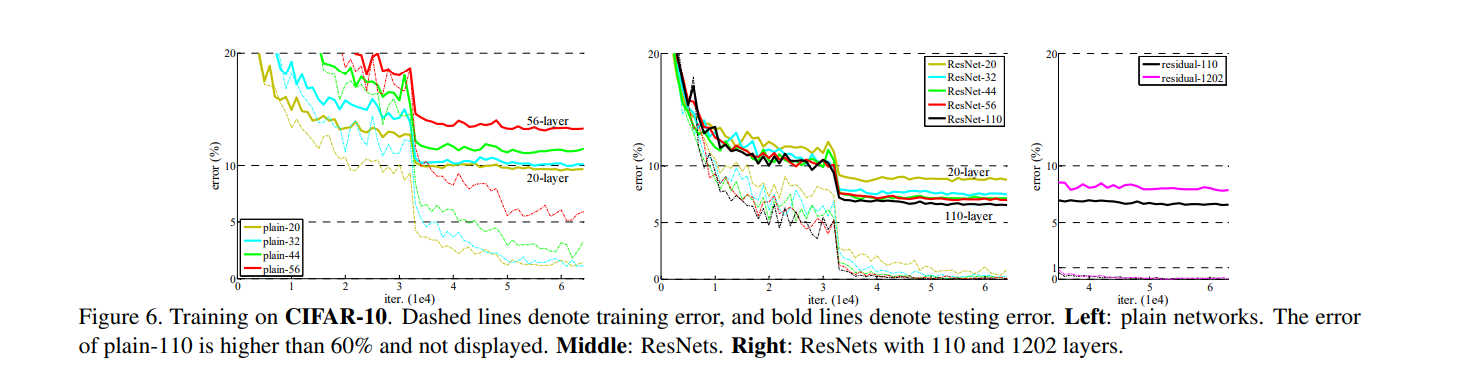 20
10
5
0
error (%)
56-layer
20-layer
plain-20
plain-32
plain-44
plain-56
0 1 2 3 4 5 6
iter. (1e4)
20
10
5
0
error (%)
ResNet-20
ResNet-32
ResNet-44
ResNet-56
ResNet-110
20-layer
110-layer
0 1 2 3 4 5 6
iter. (1e4)
20
10
5
1
0
error (%)
residual-110
residual-1202
4 5 6
iter. (1e4)
Figure 6. Training on CIFAR-10. Dashed lines denote training error, and bold lines denote testing error. Left: plain networks. The error
of plain-110 is higher than 60% and not displayed. Middle: ResNets. Right: ResNets with 110 and 1202 layers.